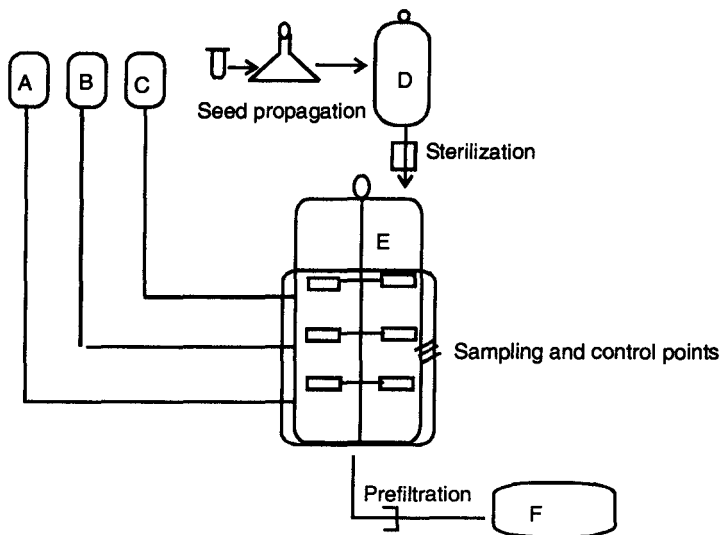 A
B
C
Seed propagation
D
Sterilization
E
Sampling and control points
Prefiltration
F